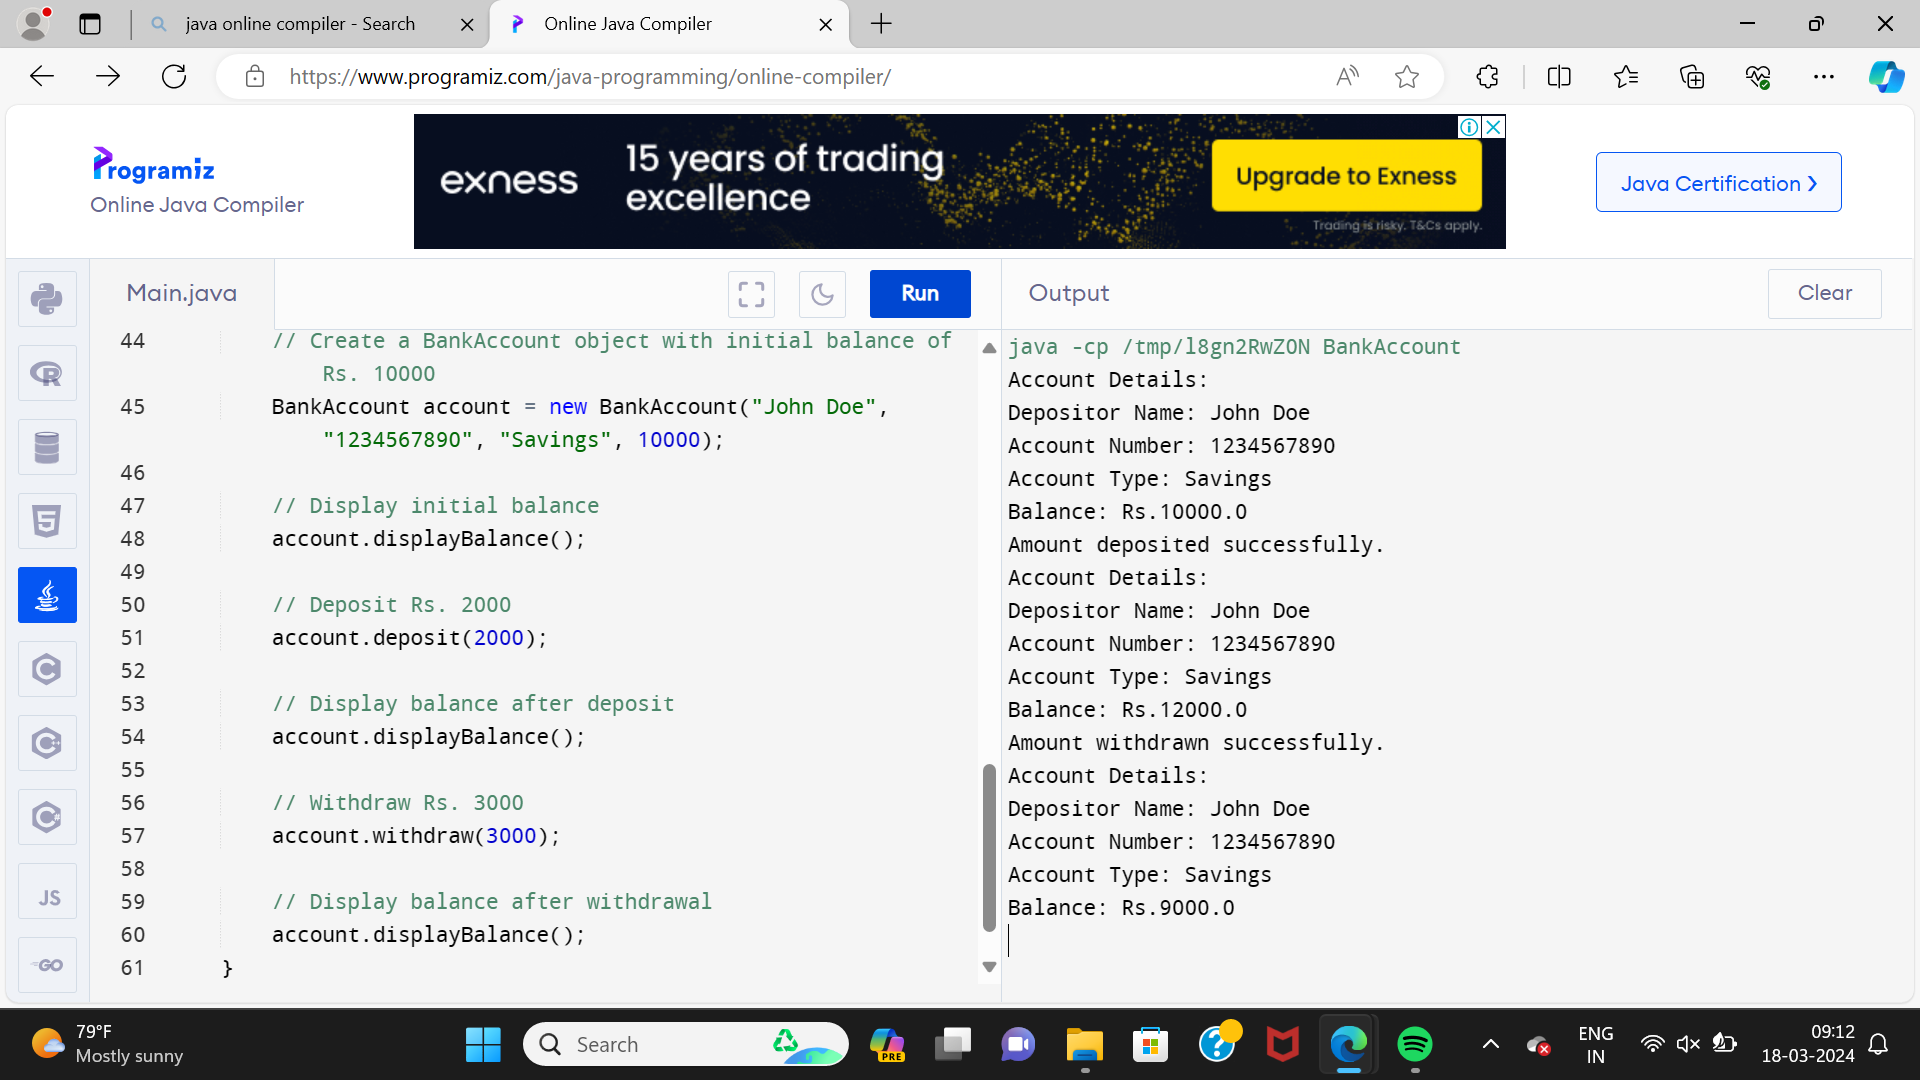 java online compiler - Search
Online Java Compiler
https://www.programiz.com/java-programming/online-compiler/
Programiz
Online Java Compiler
exness
15 years of trading
excellence
Upgrade to Exness
Trading is risky. T&Cs apply.
Java Certification ❯
Main.java
Run
Output
Clear
44 // Create a BankAccount object with initial balance of
Rs. 10000
45 BankAccount account = new BankAccount("John Doe",
"1234567890", "Savings", 10000);
46
47 // Display initial balance
48 account.displayBalance();
49
50 // Deposit Rs. 2000
51 account.deposit(2000);
52
53 // Display balance after deposit
54 account.displayBalance();
55
56 // Withdraw Rs. 3000
57 account.withdraw(3000);
58
59 // Display balance after withdrawal
60 account.displayBalance();
61 }
java -cp /tmp/l8gn2RwZON BankAccount
Account Details:
Depositor Name: John Doe
Account Number: 1234567890
Account Type: Savings
Balance: Rs.10000.0
Amount deposited successfully.
Account Details:
Depositor Name: John Doe
Account Number: 1234567890
Account Type: Savings
Balance: Rs.12000.0
Amount withdrawn successfully.
Account Details:
Depositor Name: John Doe
Account Number: 1234567890
Account Type: Savings
Balance: Rs.9000.0
JS
GO
79°F
Mostly sunny
Search
PRE
ENG
IN
09:12
18-03-2024